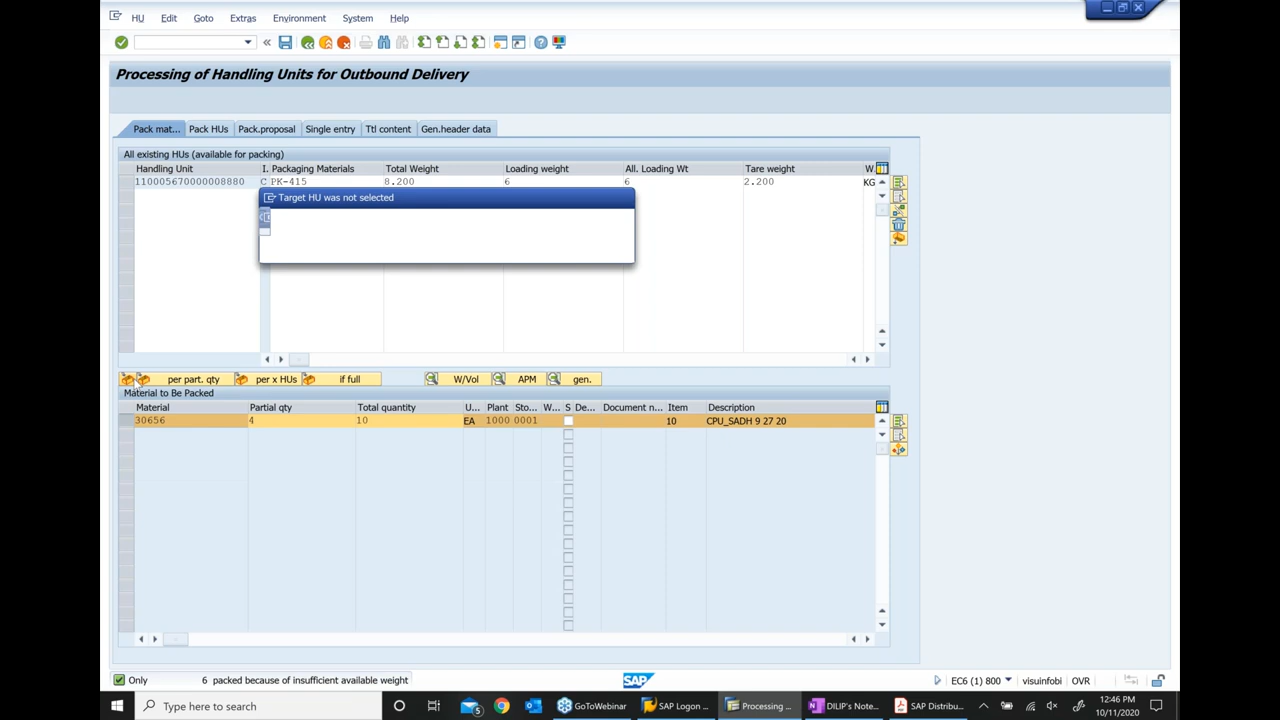 HU Edit Goto Extras Environment System Help
Processing of Handling Units for Outbound Delivery
Pack mat... Pack HUs Pack.proposal Single entry Ttl content Gen.header data
All existing HUs (available for packing)
Handling Unit I. Packaging Materials Total Weight Loading weight All. Loading Wt Tare weight W.
110005670000008880 C PK-415 8.200 6 6 2.200 KG
Target HU was not selected
per part. qty per x HUs if full W/Vol APM gen.
Material to Be Packed
Material Partial qty Total quantity U... Plant Sto... W... S De... Document n... Item Description
30656 4 10 EA 1000 0001 10 CPU_SADH 9 27 20
Only 6 packed because of insufficient available weight
SAP
EC6 (1) 800 visuinfobi OVR
Type here to search
5
GoToWebinar
SAP Logon ...
Processing ...
DILIP's Note...
SAP Distribu...
12:46 PM
10/11/2020